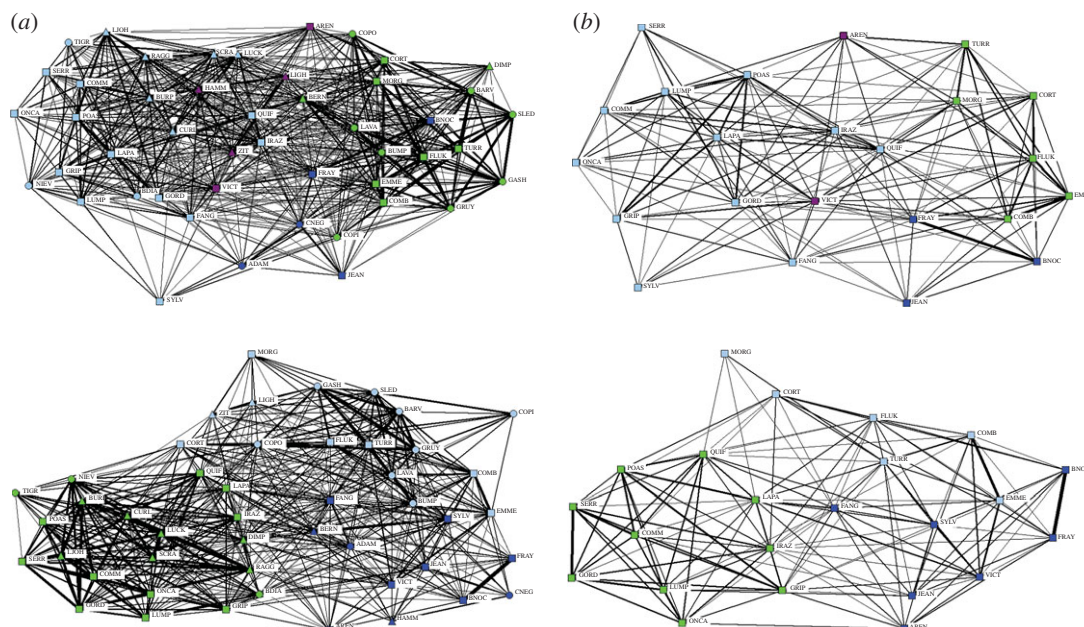 (a)
LJOH
TIGR
AREN
COPO
RAGG
SCRA
LUCK
CORT
DIMP
SERR
COMM
LIGH
MORG
HAMM
BERN
BARV
BURP
ONCA
POAS
QUIF
BNOC
SLED
CURL
LAVA
IRAZ
TURR
LAPA
ZIT
BUMP
FLUK
GRIP
FRAY
EMME
GASH
NIEV
BDIA
GORD
VICT
LUMP
COMB
GRUY
FANG
CNEG
COPI
ADAM
JEAN
SYLV
(b)
SERR
AREN
TURR
POAS
LUMP
CORT
MORG
COMM
LAPA
IRAZ
QUIF
ONCA
FLUK
GORD
VICT
EM
GRIP
FRAY
COMB
FANG
BNOC
SYLV
JEAN
MORG
GASH
SLED
LIGH
ZIT
BARV
COPI
CORT
COPO
FLUK
TURR
GRUY
QUIF
NIEV
LAVA
COMB
TIGR
LAPA
BURP
FANG
BUMP
EMME
POAS
CURL
IRAZ
SYLV
LUCK
BERN
DIMP
ADAM
LJOH
SCRA
SERR
RAGG
JEAN
FRAY
COMM
VICT
ONCA
BDIA
BNOC
CNEG
GORD
LUMP
GRIP
HAMM
AREN
MORG
CORT
FLUK
COMB
QUIF
TURR
POAS
BNO
SERR
LAPA
FANG
EMME
SYLV
COMM
FRAY
IRAZ
GORD
LUMP
GRIP
VICT
JEAN
ONCA
AREN